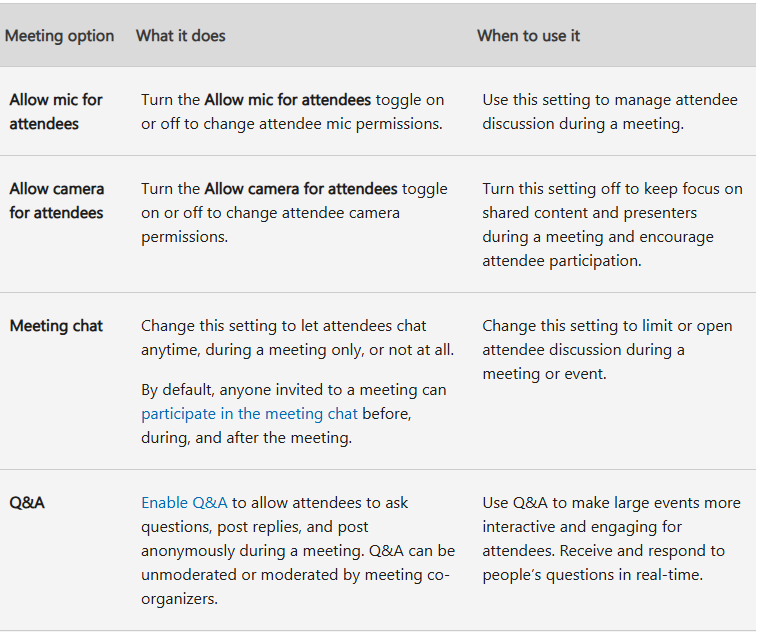 Meeting option What it does When to use it
Allow mic for
attendees
Turn the Allow mic for attendees toggle on
or off to change attendee mic permissions.
Use this setting to manage attendee
discussion during a meeting.
Allow camera
for attendees
Turn the Allow camera for attendees toggle
on or off to change attendee camera
permissions.
Turn this setting off to keep focus on
shared content and presenters
during a meeting and encourage
attendee participation.
Meeting chat
Change this setting to let attendees chat
anytime, during a meeting only, or not at all.
By default, anyone invited to a meeting can
participate in the meeting chat before,
during, and after the meeting.
Change this setting to limit or open
attendee discussion during a
meeting or event.
Q&A
Enable Q&A to allow attendees to ask
questions, post replies, and post
anonymously during a meeting. Q&A can be
unmoderated or moderated by meeting co-
organizers.
Use Q&A to make large events more
interactive and engaging for
attendees. Receive and respond to
people's questions in real-time.